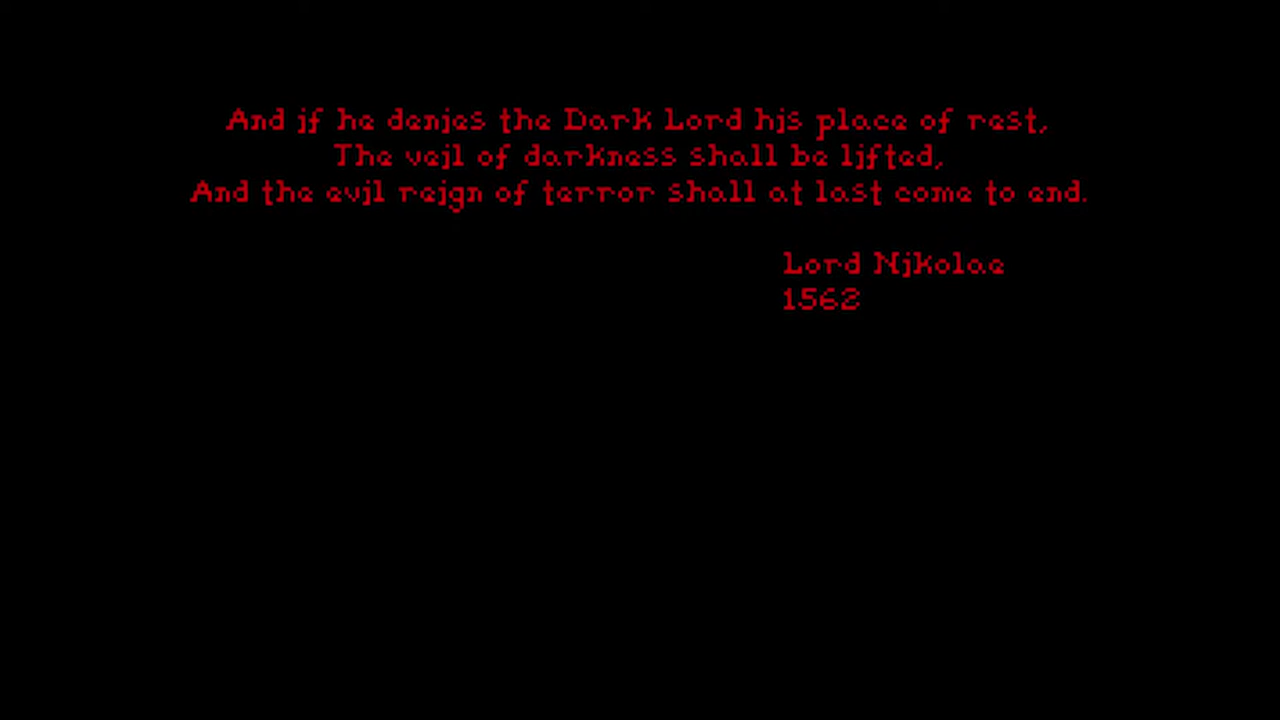 And if he denies the Dark Lord his place of rest,
The veil of darkness shall be lifted,
And the evil reign of terror shall at last come to end.
Lord Nikolae
1562